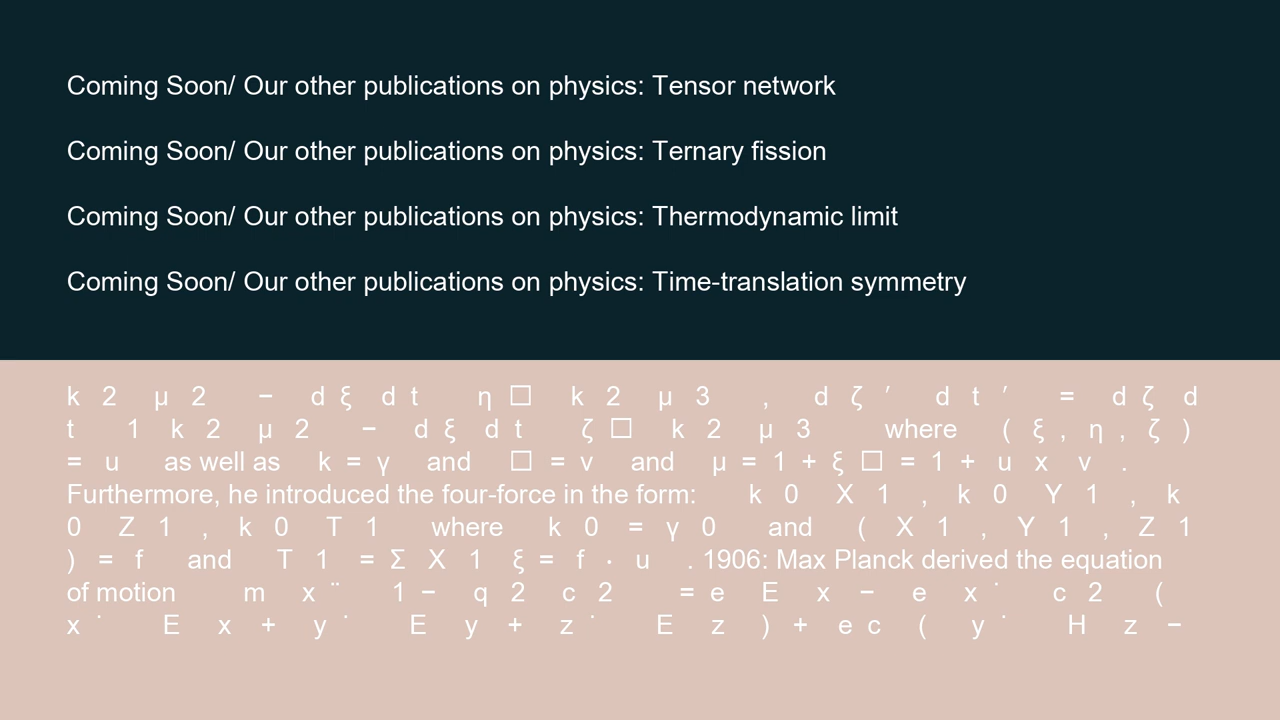 Coming Soon/ Our other publications on physics: Tensor network
Coming Soon/ Our other publications on physics: Ternary fission
Coming Soon/ Our other publications on physics: Thermodynamic limit
Coming Soon/ Our other publications on physics: Time-translation symmetry
k 2 μ 2 − d ξ d t η □ k 2 μ 3 , d ζ ′ d t ′ = d ζ d
t 1 k 2 μ 2 − d ξ d t ζ □ k 2 μ 3 where ( ξ , η , ζ )
= u as well as k = γ and □ = v and μ = 1 + ξ □ = 1 + u x v .
Furthermore, he introduced the four-force in the form: k 0 X 1 , k 0 Y 1 , k
0 Z 1 , k 0 T 1 where k 0 = γ 0 and ( X 1 , Y 1 , Z 1
) = f and T 1 = Σ X 1 ξ = f ⋅ u . 1906: Max Planck derived the equation
of motion m x ¨ 1 − q 2 c 2 = e E x − e x ˙ c 2 (
x ˙ E x + y ˙ E y + z ˙ E z ) + e c ( y ˙ H z −